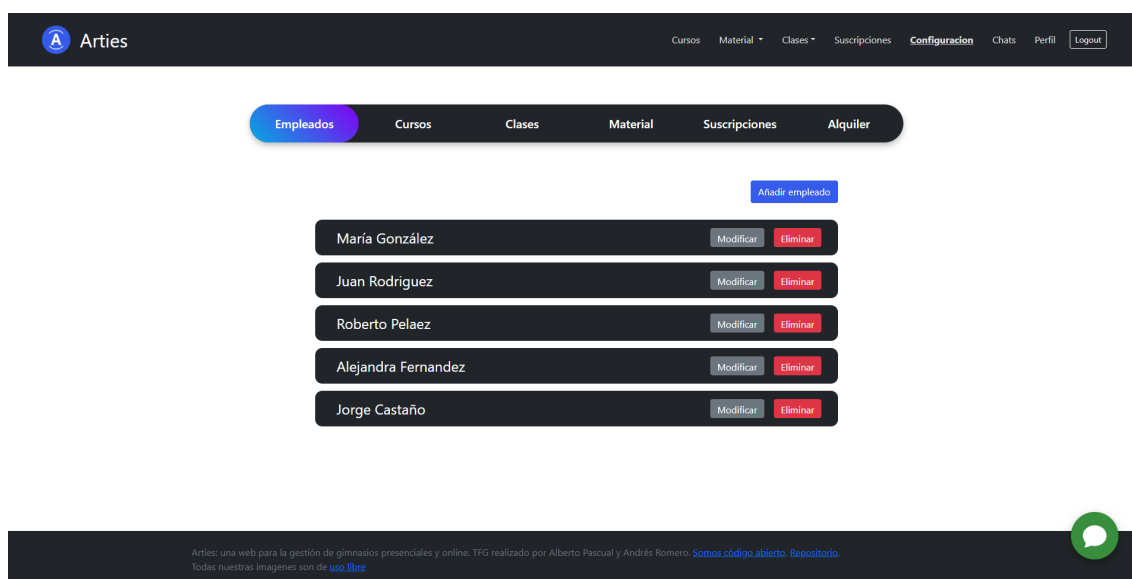 A Arties
Cursos Material Clases Suscripciones Configuracion Chats Perfil Logout
Empleados Cursos Clases Material Suscripciones Alquiler
Añadir empleado
María González Modificar Eliminar
Juan Rodriguez Modificar Eliminar
Roberto Pelaez Modificar Eliminar
Alejandra Fernandez Modificar Eliminar
Jorge Castaño Modificar Eliminar
Arties: una web para la gestión de gimnasios presenciales y online. TFG realizado por Alberto Pascual y Andrés Romero. Somos código abierto. Repositorio.
Todas nuestras imagenes son de uso libre